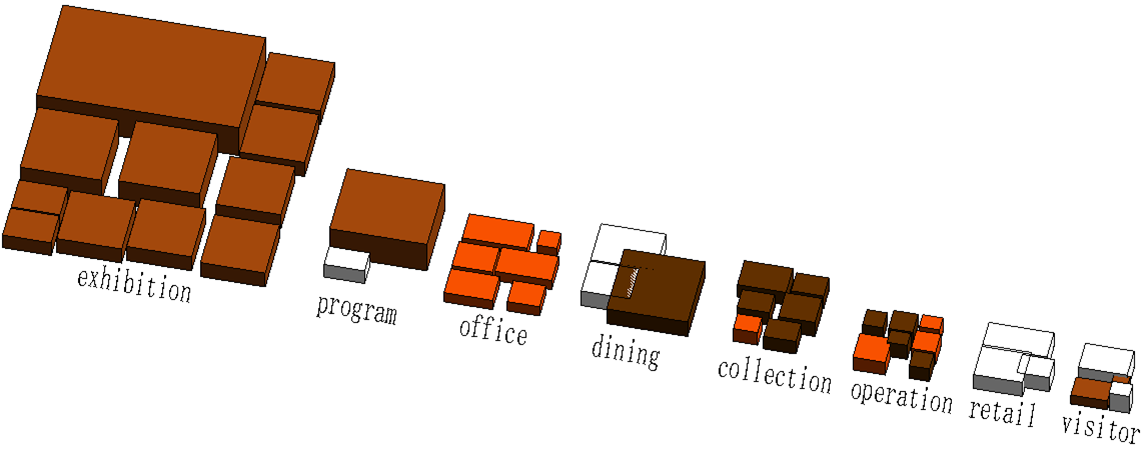 exhibition
program
office
dining
collection
operation
retail
visitor